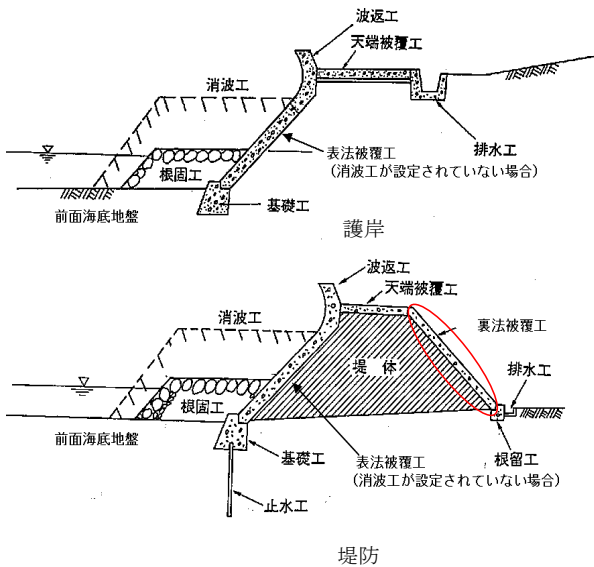 波返工
天端被覆工
消波工
排水工
表法被覆工
(消波工が設定されていない場合)
根固工
基礎工
前面海底地盤
護岸
波返工
天端被覆工
消波工
裏法被覆工
堤 体
排水工
根固工
前面海底地盤
基礎工
表法被覆工
(消波工が設定されていない場合)
根留工
止水工
堤防